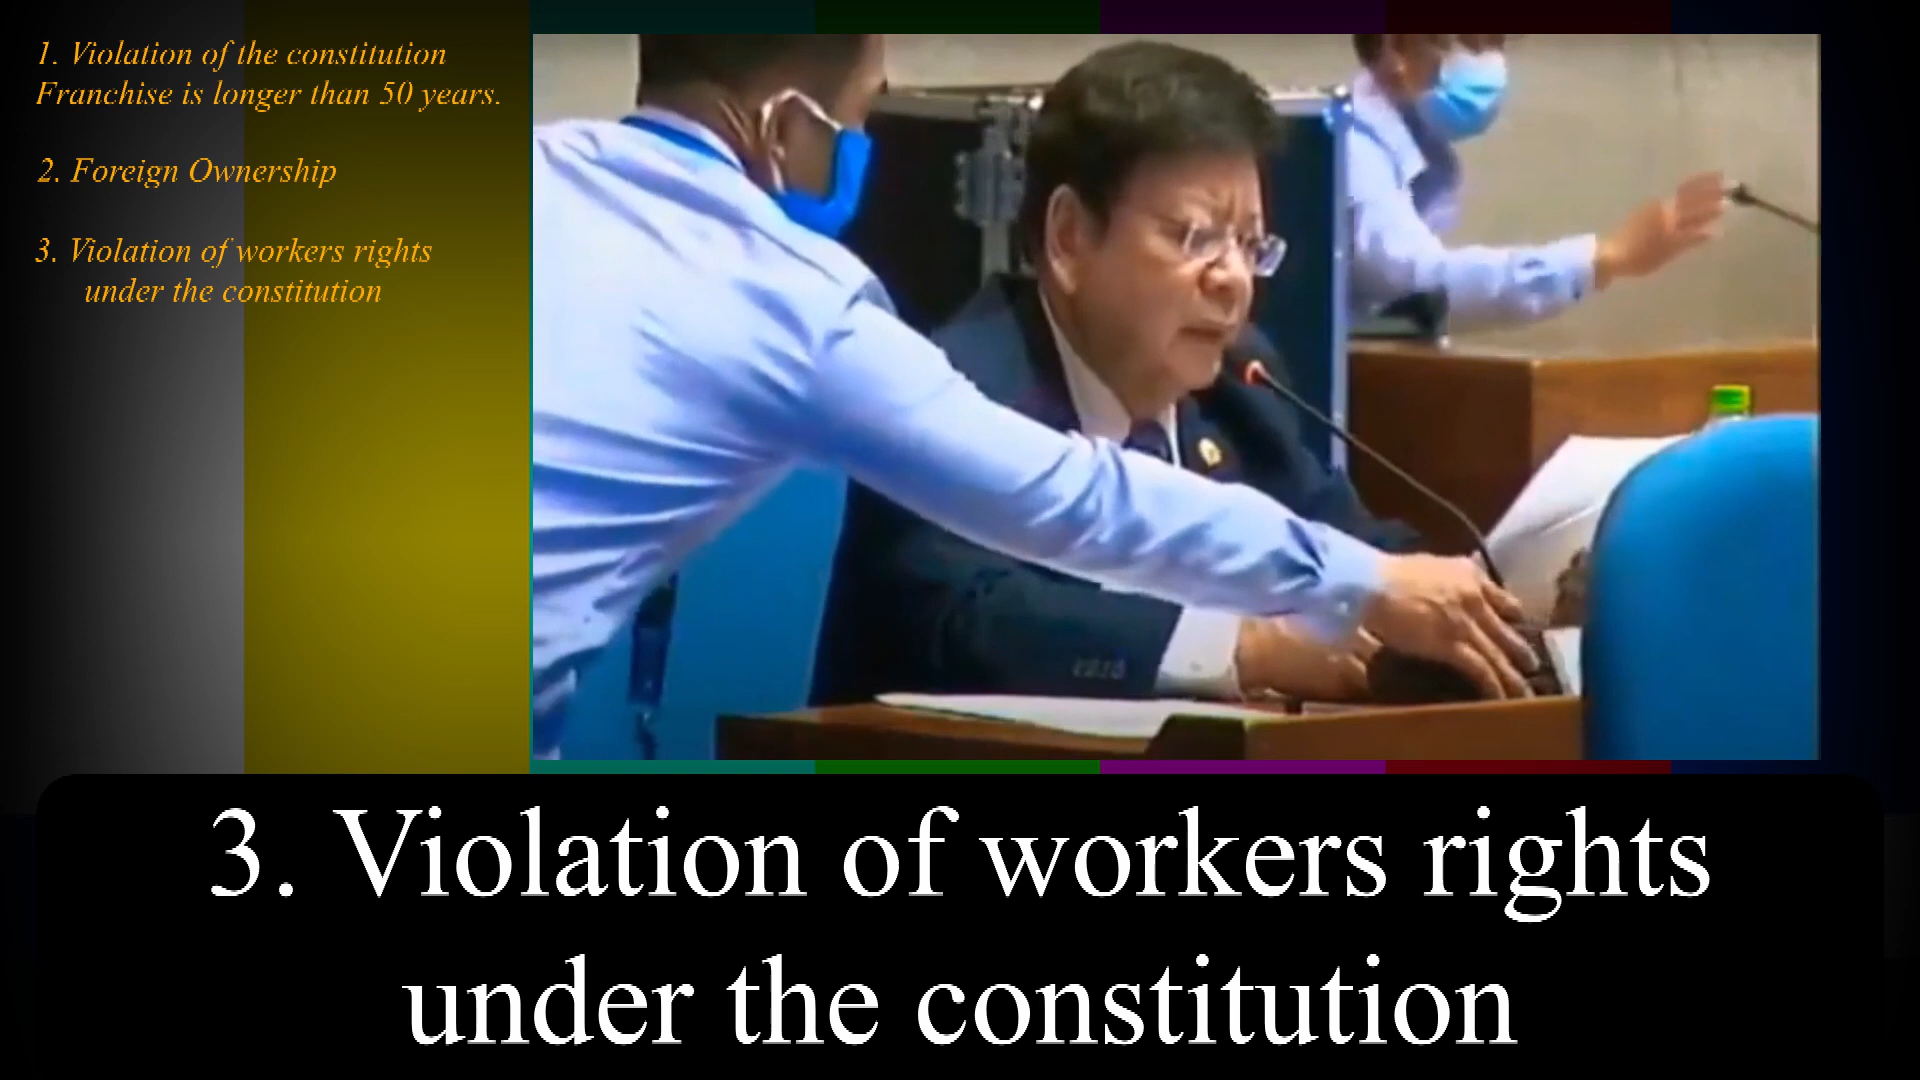 1. Violation of the constitution
Franchise is longer than 50 years.
2. Foreign Ownership
3. Violation of workers rights
under the constitution
3. Violation of workers rights
under the constitution